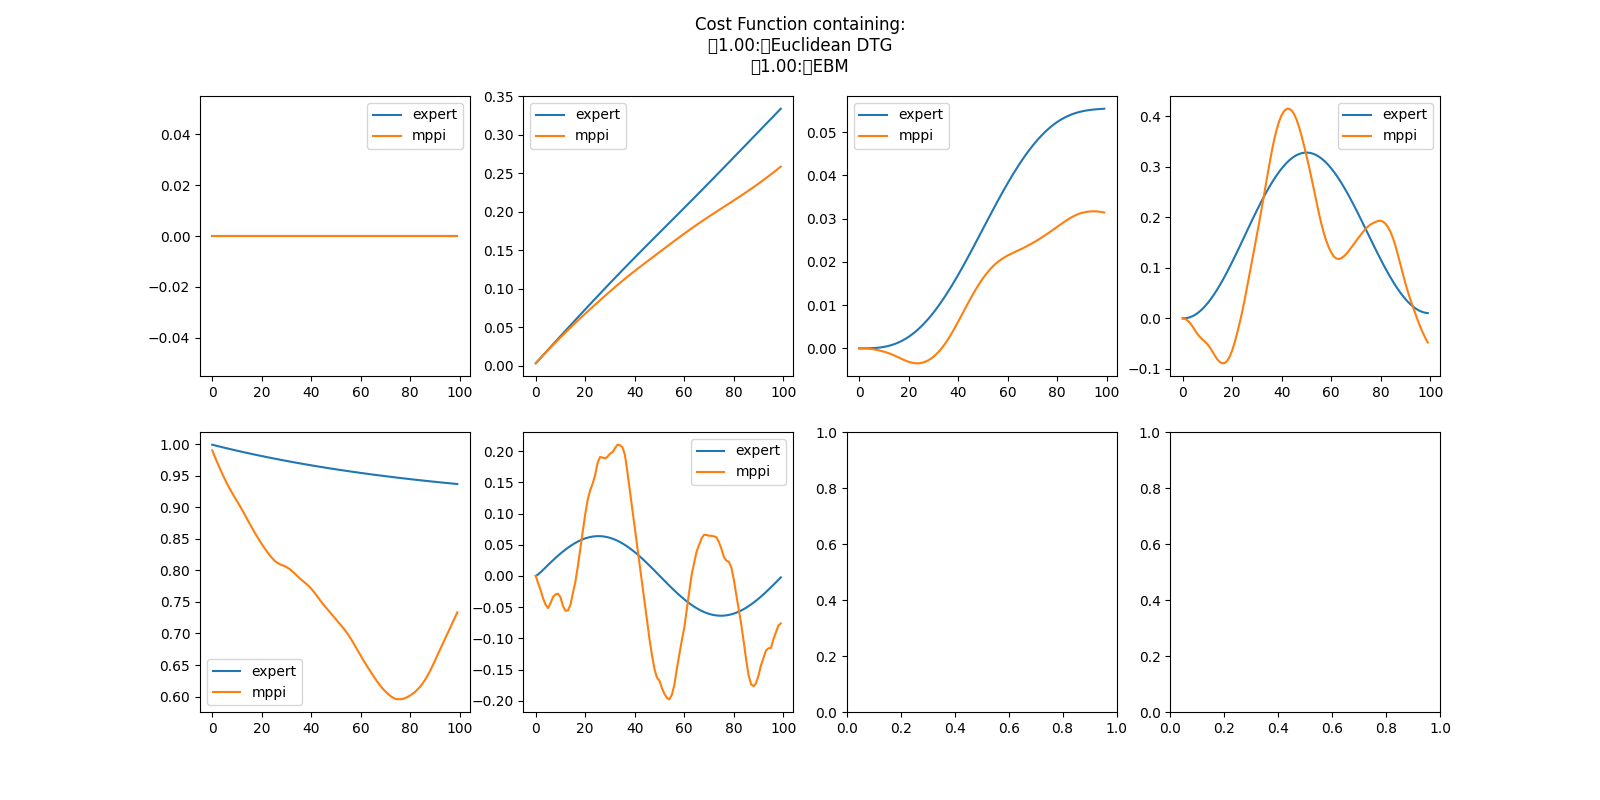 Cost Function containing:
1.00: Euclidean DTG
1.00: EBM
expert
mppi
0.04
0.02
0.00
−0.02
−0.04
0 20 40 60 80 100
expert
mppi
0.35
0.30
0.25
0.20
0.15
0.10
0.05
0.00
0 20 40 60 80 100
expert
mppi
0.05
0.04
0.03
0.02
0.01
0.00
0 20 40 60 80 100
expert
mppi
0.4
0.3
0.2
0.1
0.0
−0.1
0 20 40 60 80 100
1.00
0.95
0.90
0.85
0.80
0.75
0.70
0.65
0.60
expert
mppi
0 20 40 60 80 100
expert
mppi
0.20
0.15
0.10
0.05
0.00
−0.05
−0.10
−0.15
−0.20
0 20 40 60 80 100
1.0
0.8
0.6
0.4
0.2
0.0
0.0 0.2 0.4 0.6 0.8 1.0
1.0
0.8
0.6
0.4
0.2
0.0
0.0 0.2 0.4 0.6 0.8 1.0